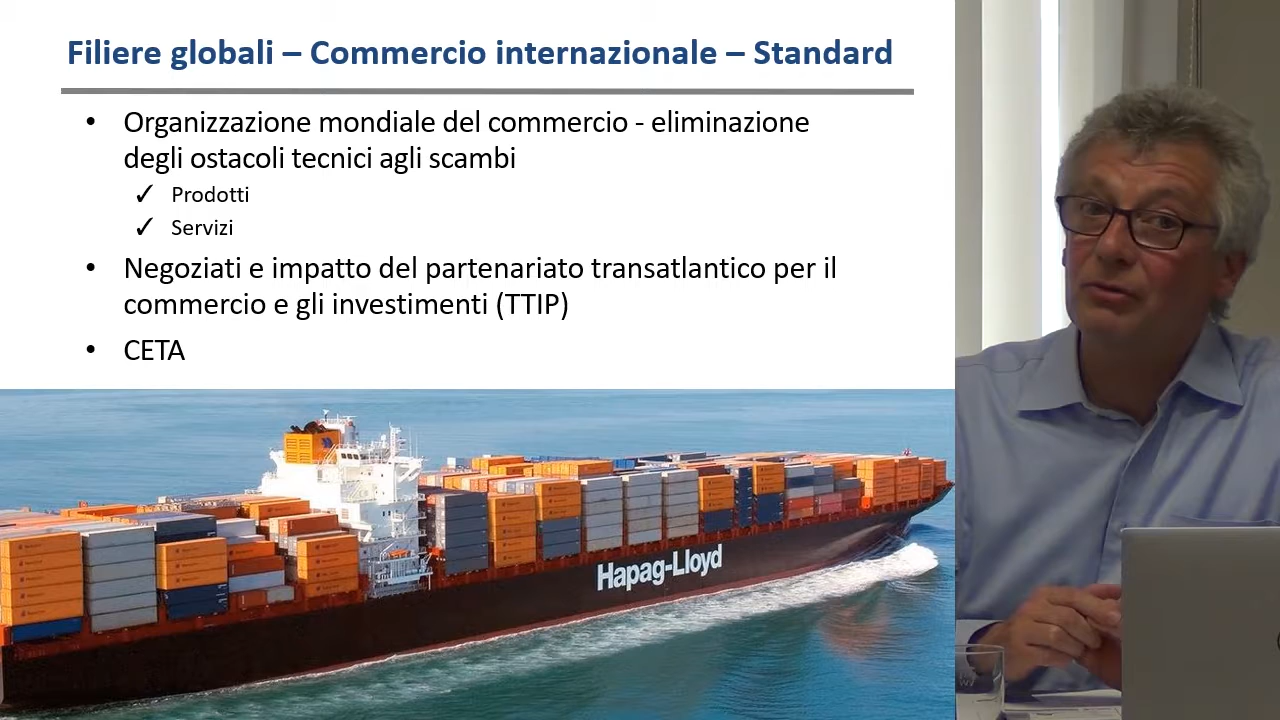 Filiere globali – Commercio internazionale – Standard
• Organizzazione mondiale del commercio - eliminazione
degli ostacoli tecnici agli scambi
✓ Prodotti
✓ Servizi
• Negoziati e impatto del partenariato transatlantico per il
commercio e gli investimenti (TTIP)
• CETA
Hapag-Lloyd